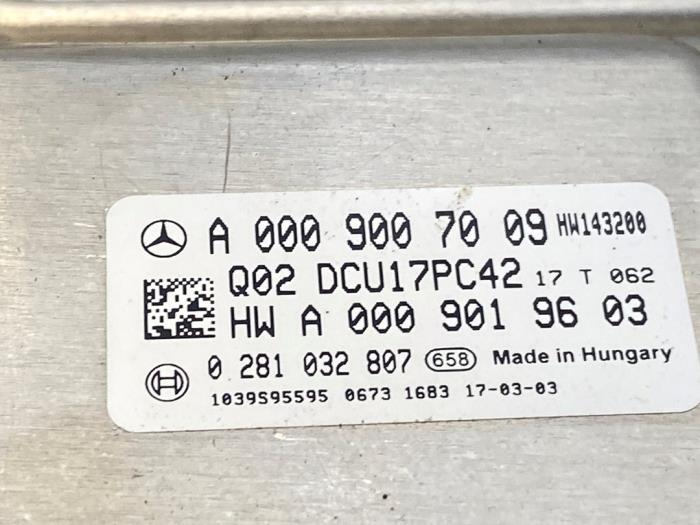 A 000 900 70 09 HW143200
Q02 DCU17PC42 17 T 062
HW A 000 901 96 03
0 281 032 807 658 Made in Hungary
1039S95595 0673 1683 17-03-03